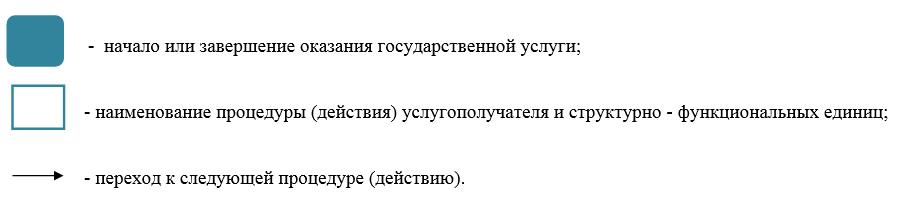 - начало или завершение оказания государственной услуги;
- наименование процедуры (действия) услугополучателя и структурно - функциональных единиц;
- переход к следующей процедуре (действию).